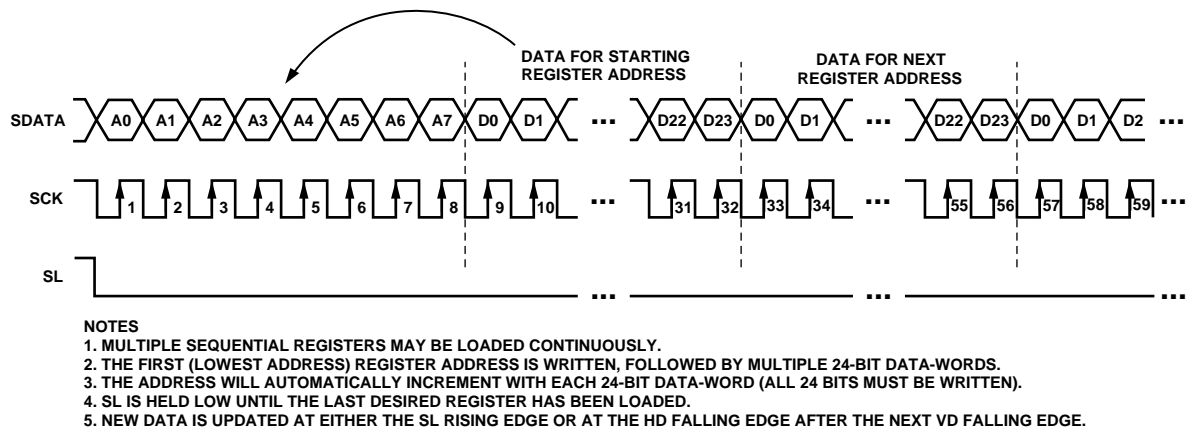 DATA FOR STARTING
REGISTER ADDRESS
DATA FOR NEXT
REGISTER ADDRESS
SDATA A0 A1 A2 A3 A4 A5 A6 A7 D0 D1 ... D22 D23 D0 D1 ... D22 D23 D0 D1 D2 ...
SCK 1 2 3 4 5 6 7 8 9 10 ... 31 32 33 34 ... 55 56 57 58 59 ...
SL ... ... ...
NOTES
1. MULTIPLE SEQUENTIAL REGISTERS MAY BE LOADED CONTINUOUSLY.
2. THE FIRST (LOWEST ADDRESS) REGISTER ADDRESS IS WRITTEN, FOLLOWED BY MULTIPLE 24-BIT DATA-WORDS.
3. THE ADDRESS WILL AUTOMATICALLY INCREMENT WITH EACH 24-BIT DATA-WORD (ALL 24 BITS MUST BE WRITTEN).
4. SL IS HELD LOW UNTIL THE LAST DESIRED REGISTER HAS BEEN LOADED.
5. NEW DATA IS UPDATED AT EITHER THE SL RISING EDGE OR AT THE HD FALLING EDGE AFTER THE NEXT VD FALLING EDGE.